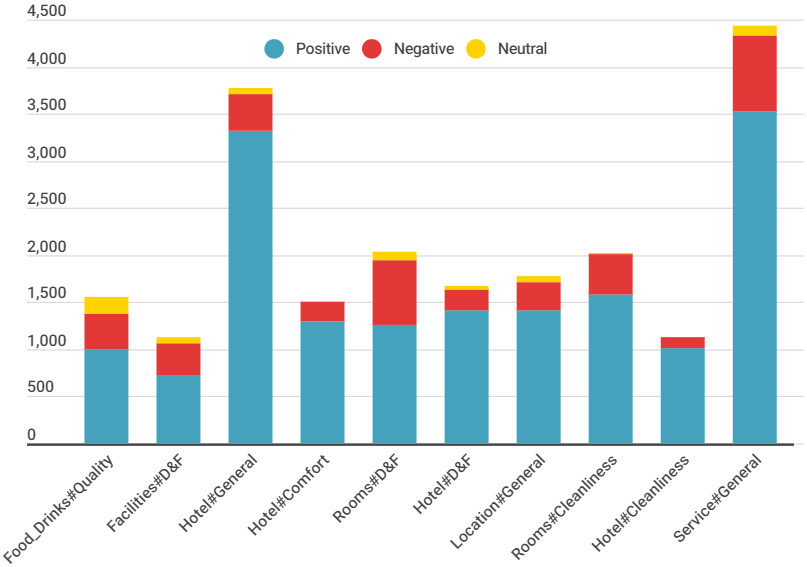 4,500
Positive Negative Neutral
4,000
3,500
3,000
2,500
2,000
1,500
1,000
500
0
Food_Drinks#Quality
Facilities#D&F
Hotel#General
Hotel#Comfort
Rooms#D&F
Hotel#D&F
Location#General
Rooms#Cleanliness
Hotel#Cleanliness
Service#General